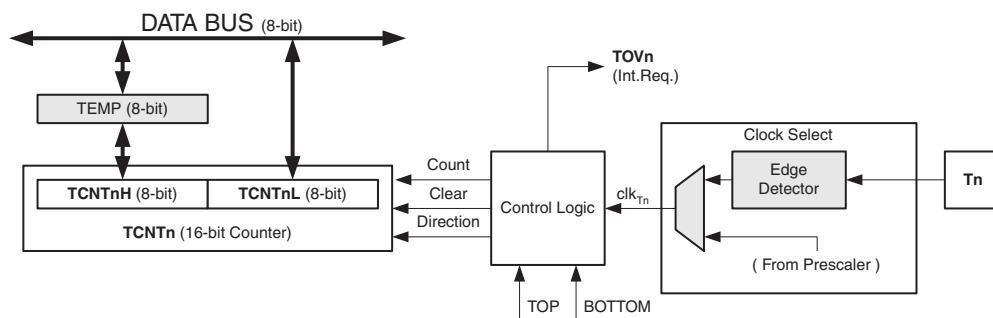 DATA BUS (8-bit)
TOVn
(Int.Req.)
TEMP (8-bit)
Clock Select
Count
Edge
Detector
Tn
TCNTnH (8-bit) TCNTnL (8-bit)
Clear
Control Logic
clkTn
Direction
TCNTn (16-bit Counter)
( From Prescaler )
TOP
BOTTOM